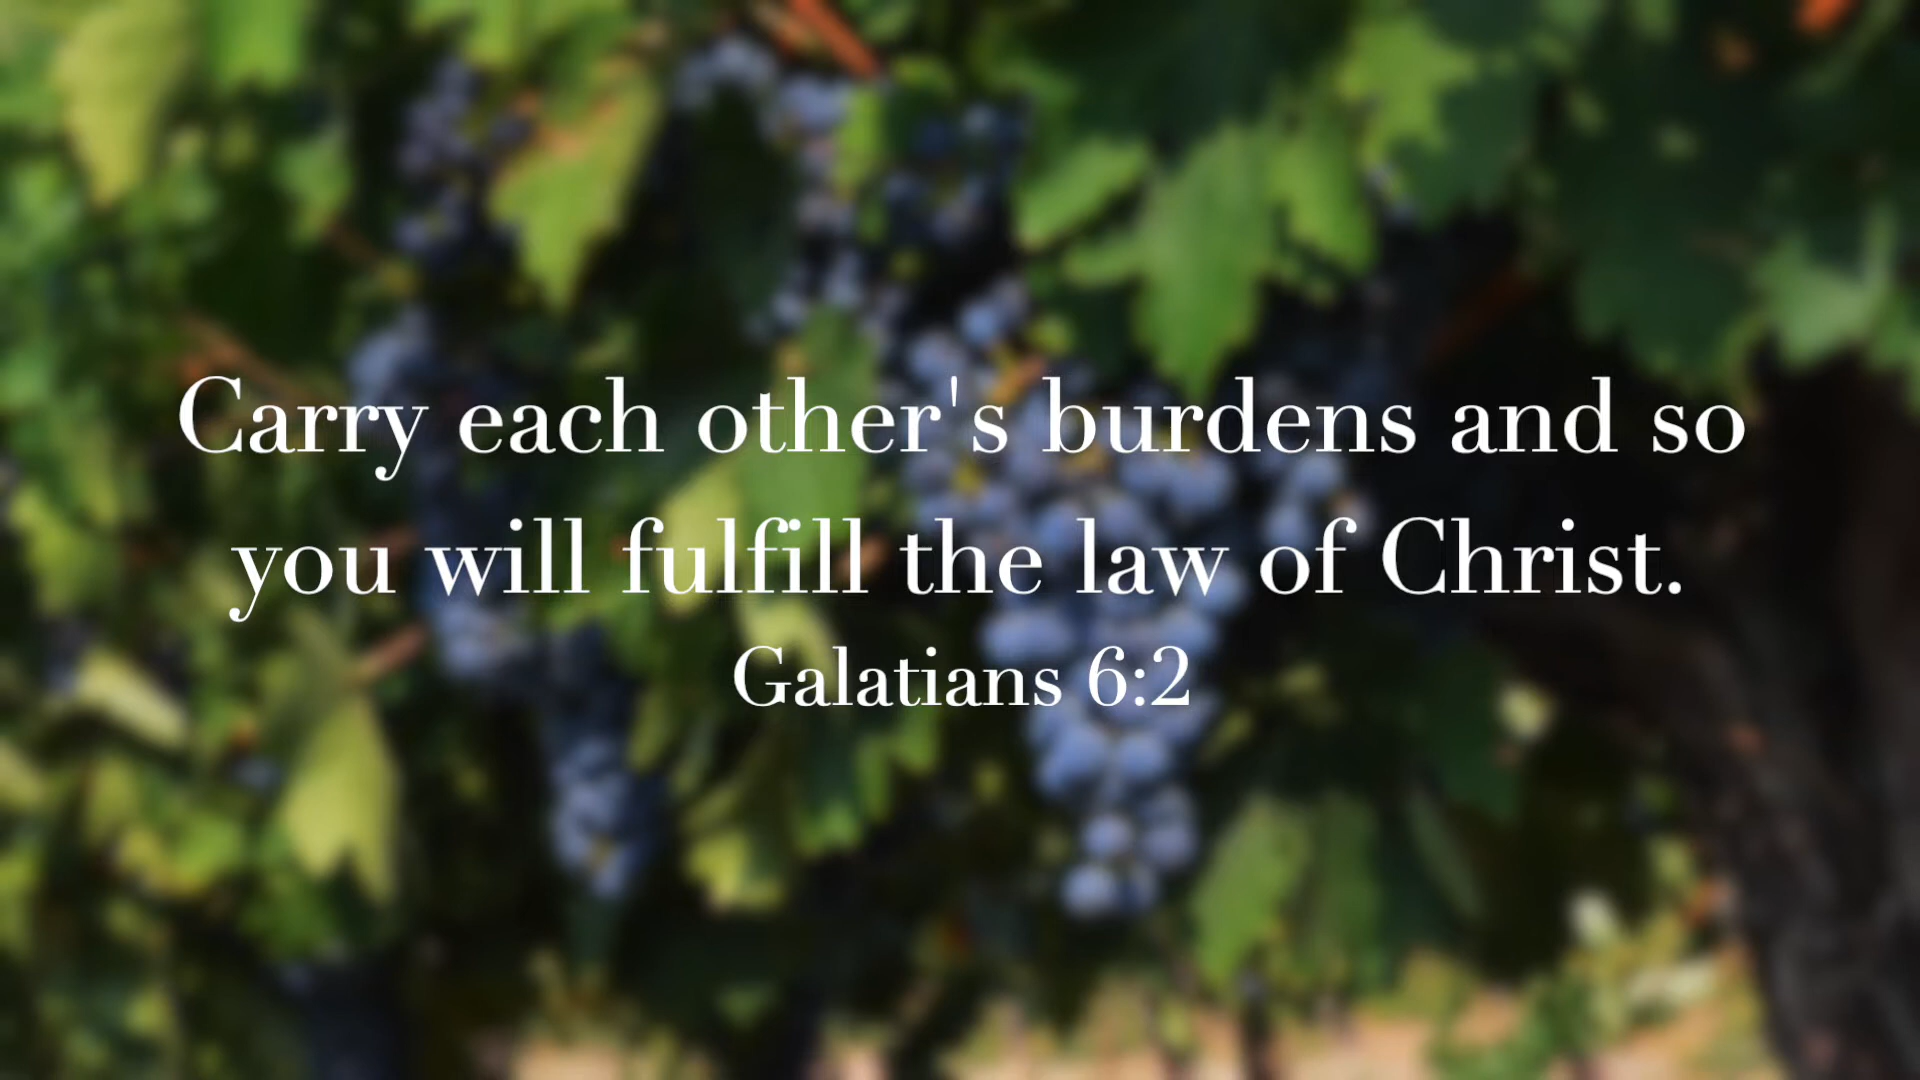 Carry each other's burdens and so
you will fulfill the law of Christ.
Galatians 6:2